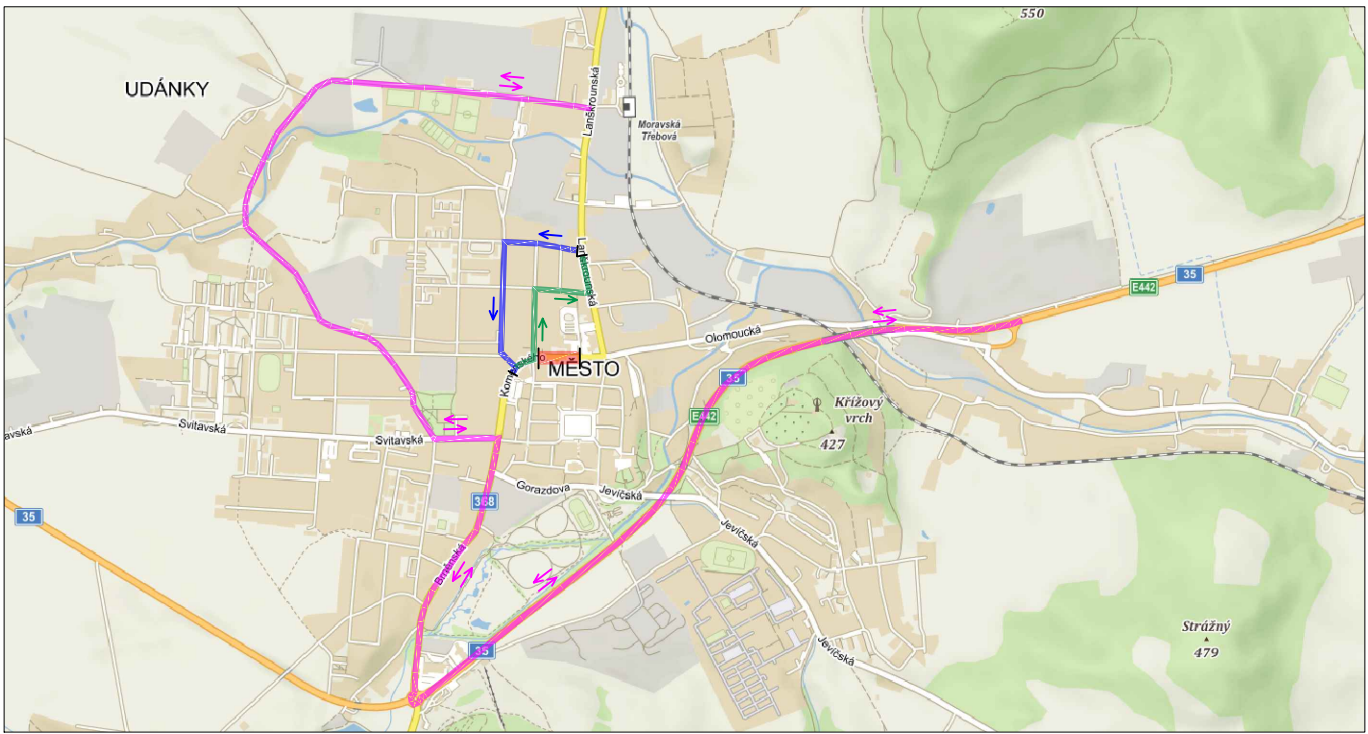 550
UDÁNKY
Lanškrounská
Moravská
Třebová
Lanškrounská
35
E442
Olomoucká
Komenského
MĚSTO
35
E442
Křížový
vrch
427
avská
Svitavská
Svitavská
Gorazdova
Jevíčská
368
35
Jevíčská
Brněnská
Strážný
479
Jevíčská
35